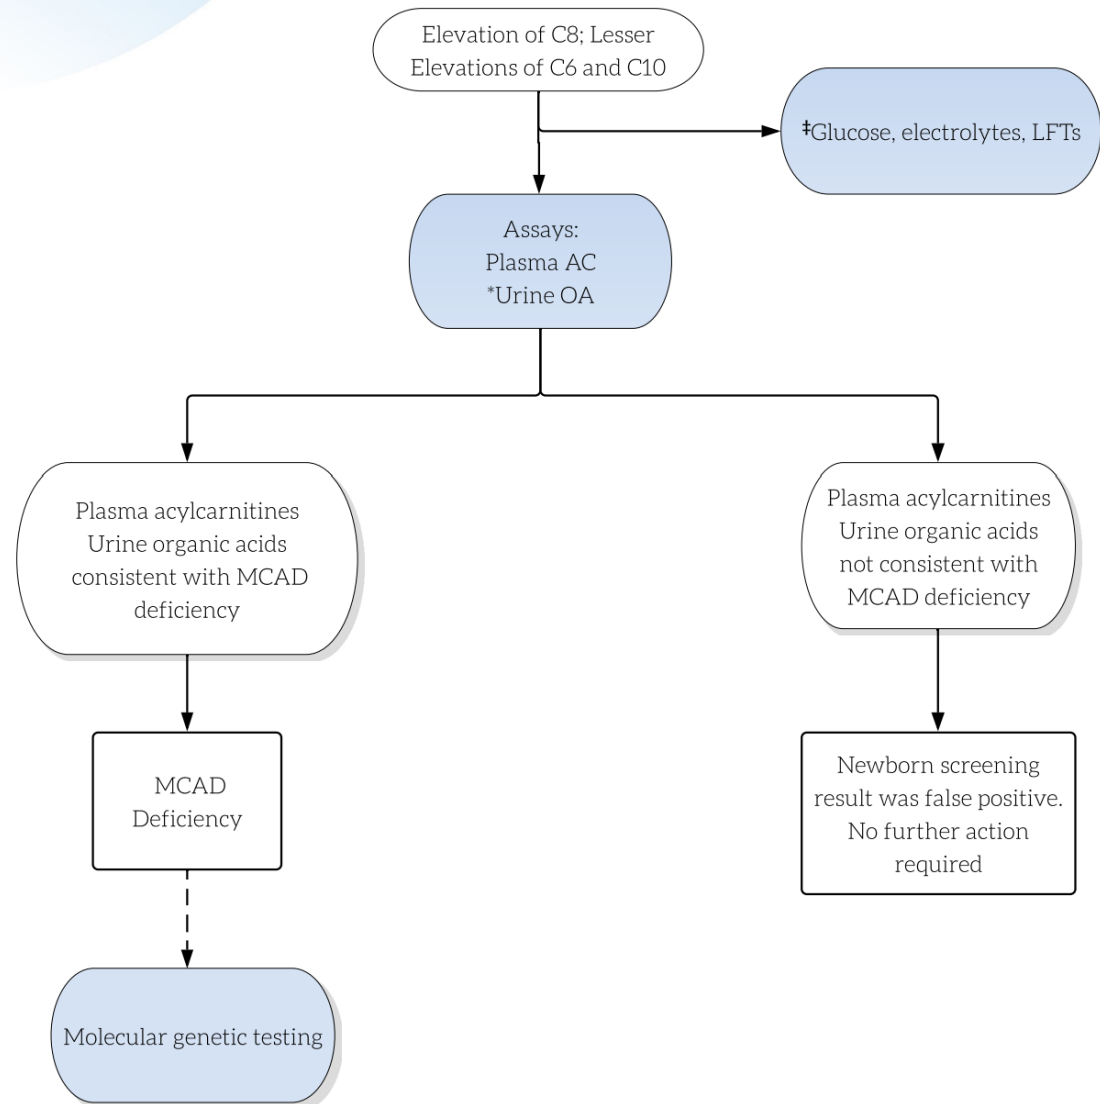 Elevation of C8; Lesser
Elevations of C6 and C10
‡Glucose, electrolytes, LFTs
Assays:
Plasma AC
*Urine OA
Plasma acylcarnitines
Urine organic acids
consistent with MCAD
deficiency
Plasma acylcarnitines
Urine organic acids
not consistent with
MCAD deficiency
MCAD
Deficiency
Newborn screening
result was false positive.
No further action
required
Molecular genetic testing